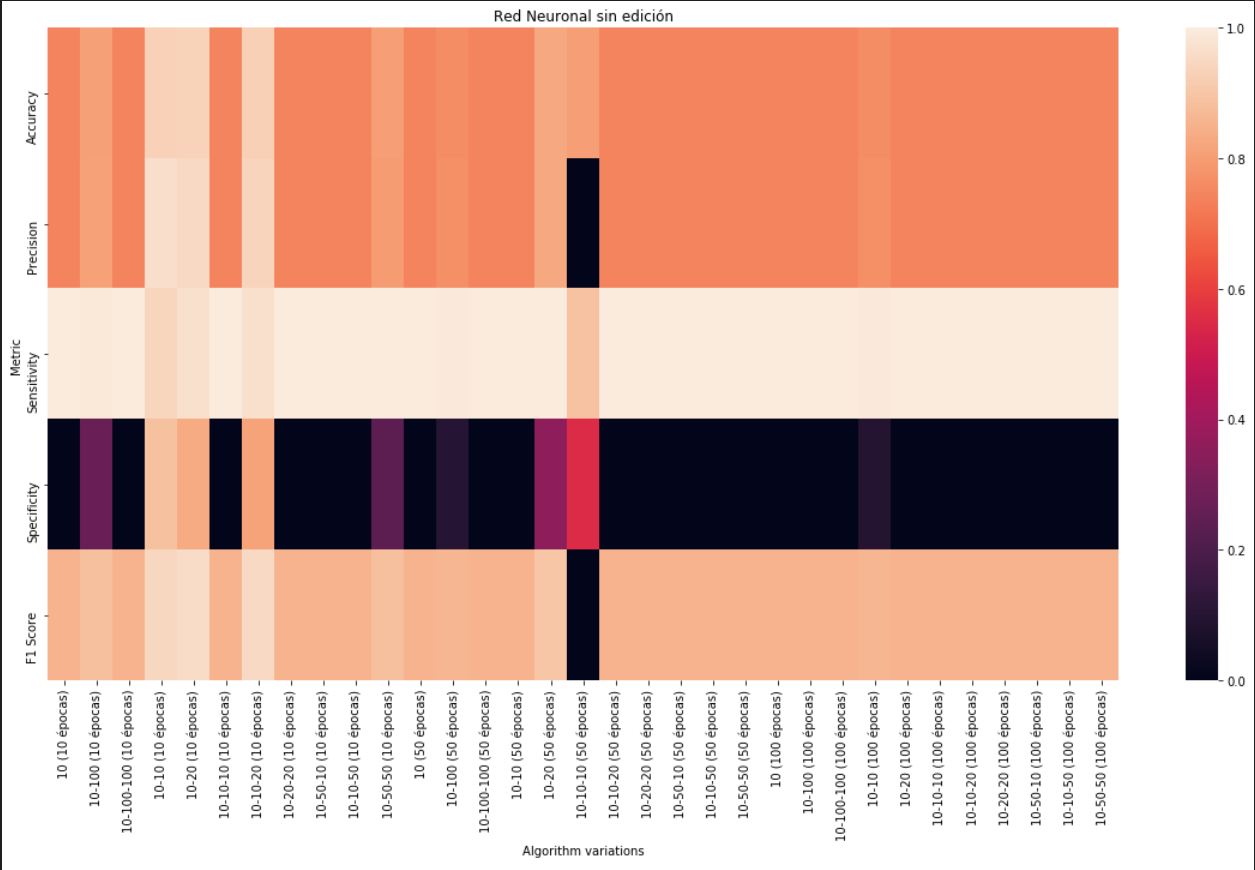 Red Neuronal sin edición
Metric
Accuracy
Precision
Sensitivity
Specificity
F1 Score
1.0
0.8
0.6
0.4
0.2
0.0
10 (10 épocas)
10-100 (10 épocas)
10-100-100 (10 épocas)
10-10 (10 épocas)
10-20 (10 épocas)
10-10-10 (10 épocas)
10-10-20 (10 épocas)
10-20-20 (10 épocas)
10-50-10 (10 épocas)
10-10-50 (10 épocas)
10-50-50 (10 épocas)
10 (50 épocas)
10-100 (50 épocas)
10-100-100 (50 épocas)
10-10 (50 épocas)
10-20 (50 épocas)
10-10-10 (50 épocas)
10-10-20 (50 épocas)
10-20-20 (50 épocas)
10-50-10 (50 épocas)
10-10-50 (50 épocas)
10-50-50 (50 épocas)
10 (100 épocas)
10-100 (100 épocas)
10-100-100 (100 épocas)
10-10 (100 épocas)
10-20 (100 épocas)
10-10-10 (100 épocas)
10-10-20 (100 épocas)
10-20-20 (100 épocas)
10-50-10 (100 épocas)
10-10-50 (100 épocas)
10-50-50 (100 épocas)
Algorithm variations